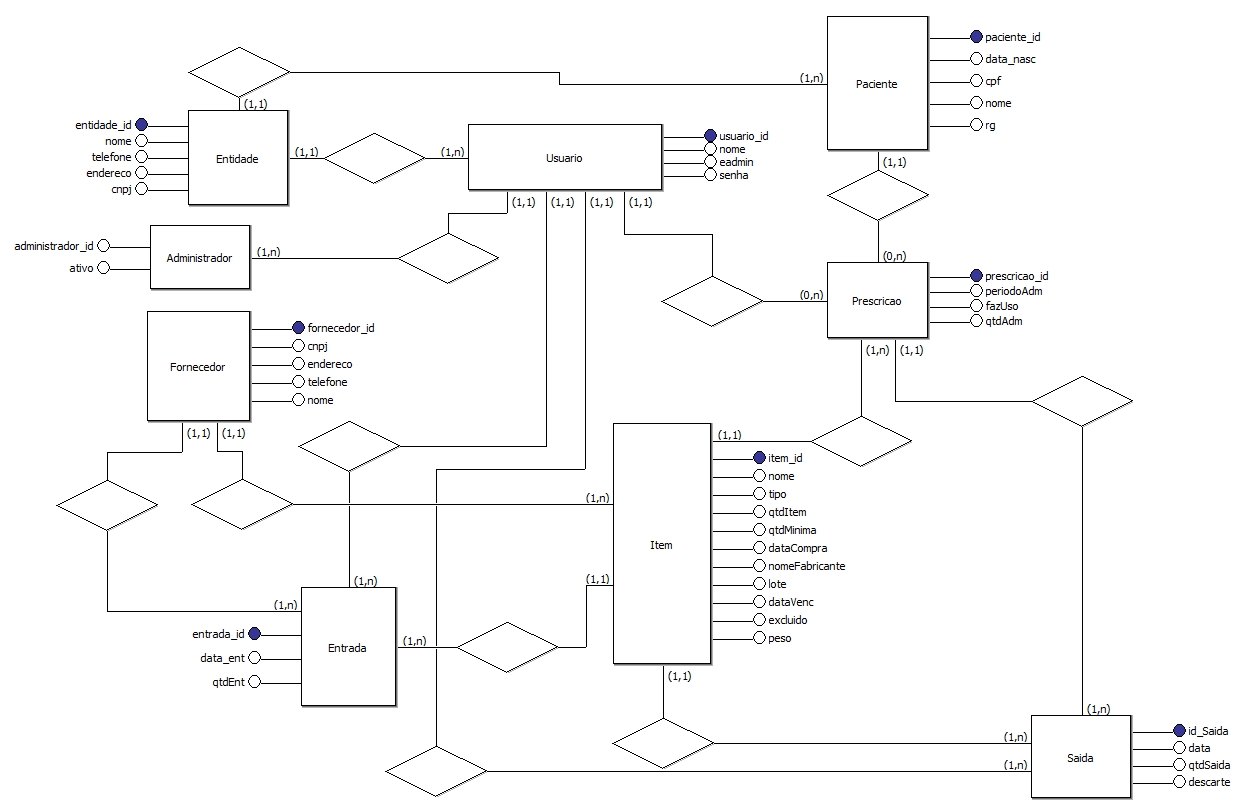 paciente_id
data_nasc
(1,n)
Paciente
cpf
nome
rg
(1,1)
entidade_id
nome
telefone
endereco
cnpj
Entidade
(1,1)
(1,n)
Usuario
usuario_id
nome
eadmin
senha
(1,1)
(1,1) (1,1) (1,1) (1,1)
administrador_id
ativo
Administrador
(1,n)
(0,n)
(0,n)
Prescricao
prescricao_id
periodoAdm
fazUso
qtdAdm
(1,n) (1,1)
Fornecedor
fornecedor_id
cnpj
endereco
telefone
nome
(1,1) (1,1)
(1,1)
item_id
nome
tipo
qtdItem
qtdMinima
dataCompra
nomeFabricante
lote
dataVenc
excluido
peso
(1,n)
Item
(1,1)
(1,n)
(1,n)
entrada_id
data_ent
qtdEnt
Entrada
(1,n)
(1,1)
(1,n)
(1,n)
(1,n)
Saida
id_Saida
data
qtdSaida
descarte